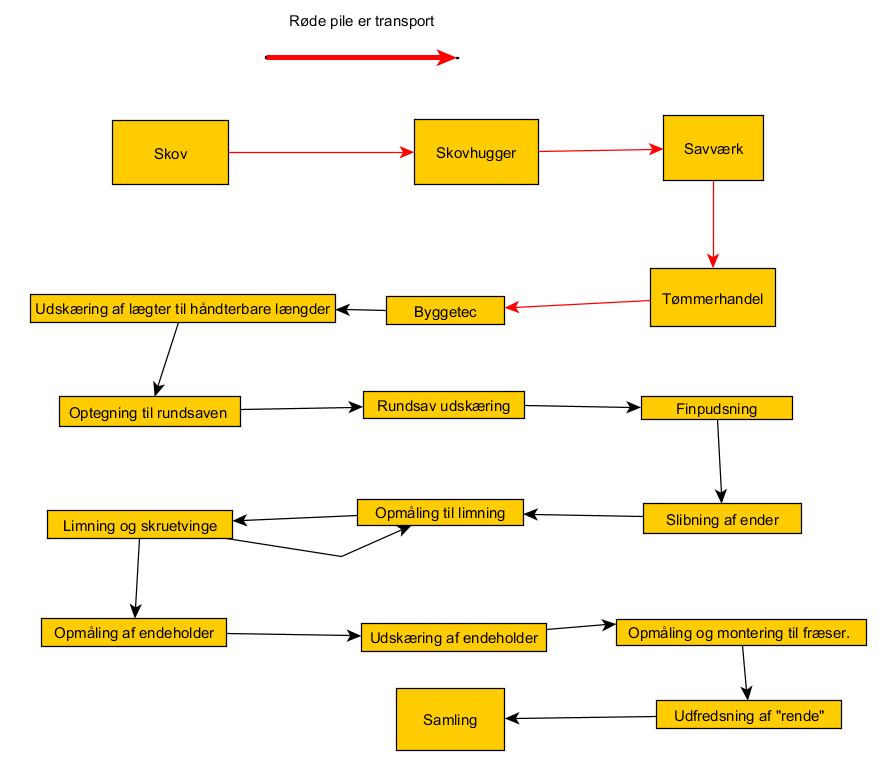 Røde pile er transport
Skov
Skovhugger
Savværk
Tømmerhandel
Byggetec
Udskæring af lægter til håndterbare længder
Optegning til rundsaven
Rundsav udskæring
Finpudsning
Slibning af ender
Opmåling til limning
Limning og skruetvinge
Opmåling af endeholder
Udskæring af endeholder
Opmåling og montering til fræser.
Udfredsning af "rende"
Samling